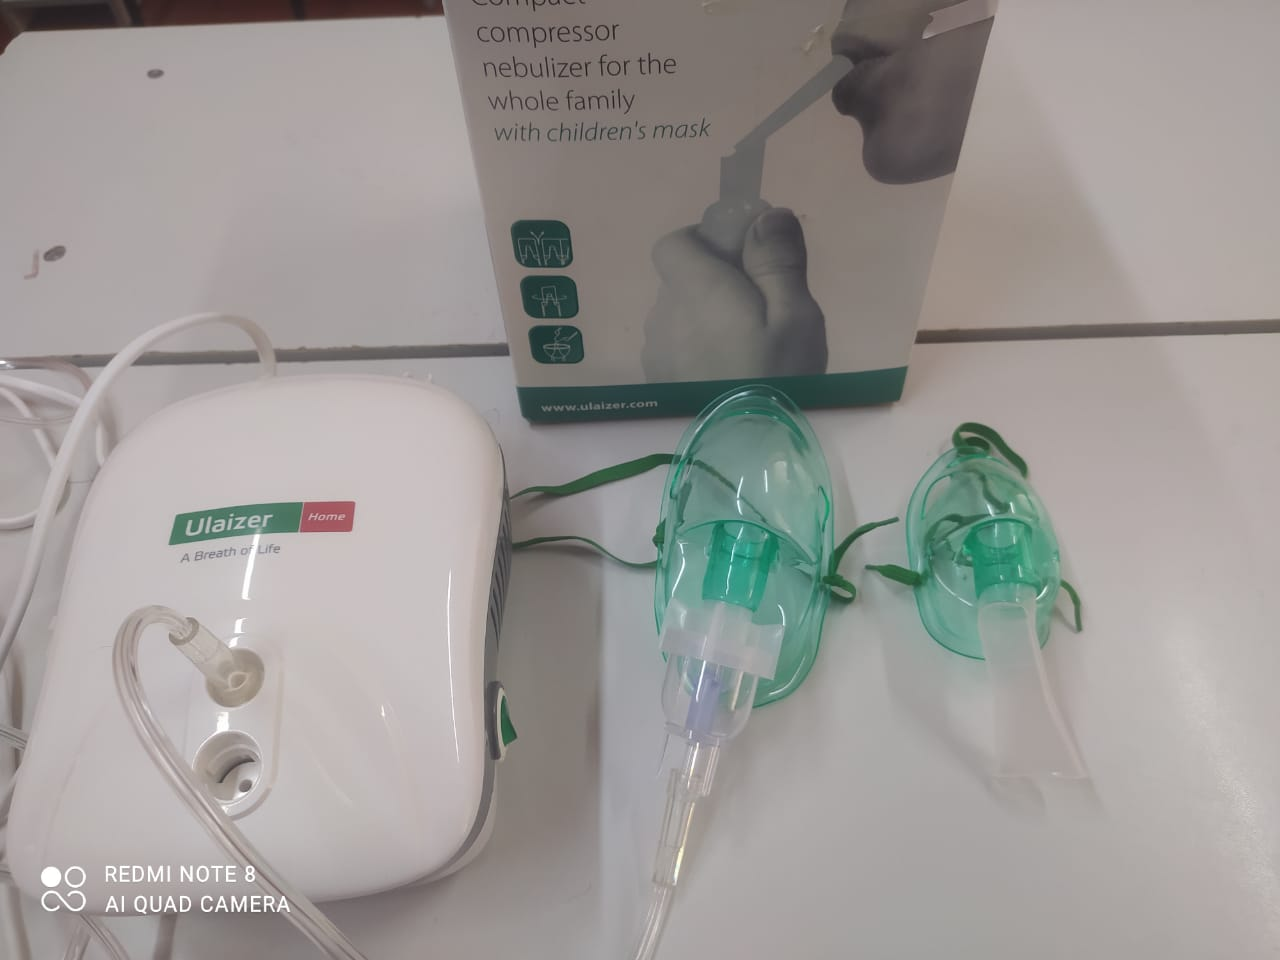 Compact
compressor
nebulizer for the
whole family
with children's mask
www.ulaizer.com
Ulaizer Home
A Breath of Life
REDMI NOTE 8
AI QUAD CAMERA